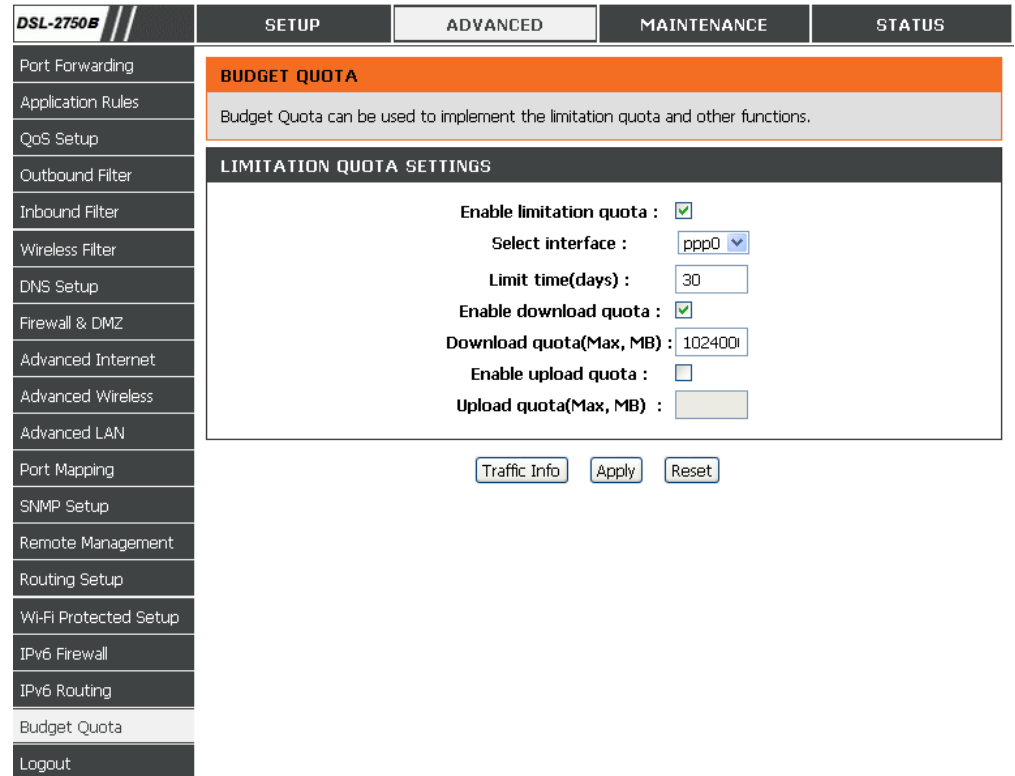 DSL-2750B
SETUP
ADVANCED
MAINTENANCE
STATUS
Port Forwarding
Application Rules
QoS Setup
Outbound Filter
Inbound Filter
Wireless Filter
DNS Setup
Firewall & DMZ
Advanced Internet
Advanced Wireless
Advanced LAN
Port Mapping
SNMP Setup
Remote Management
Routing Setup
Wi-Fi Protected Setup
IPv6 Firewall
IPv6 Routing
Budget Quota
Logout
BUDGET QUOTA
Budget Quota can be used to implement the limitation quota and other functions.
LIMITATION QUOTA SETTINGS
Enable limitation quota :
Select interface : ppp0
Limit time(days) : 30
Enable download quota :
Download quota(Max, MB) : 102400
Enable upload quota :
Upload quota(Max, MB) :
Traffic Info Apply Reset